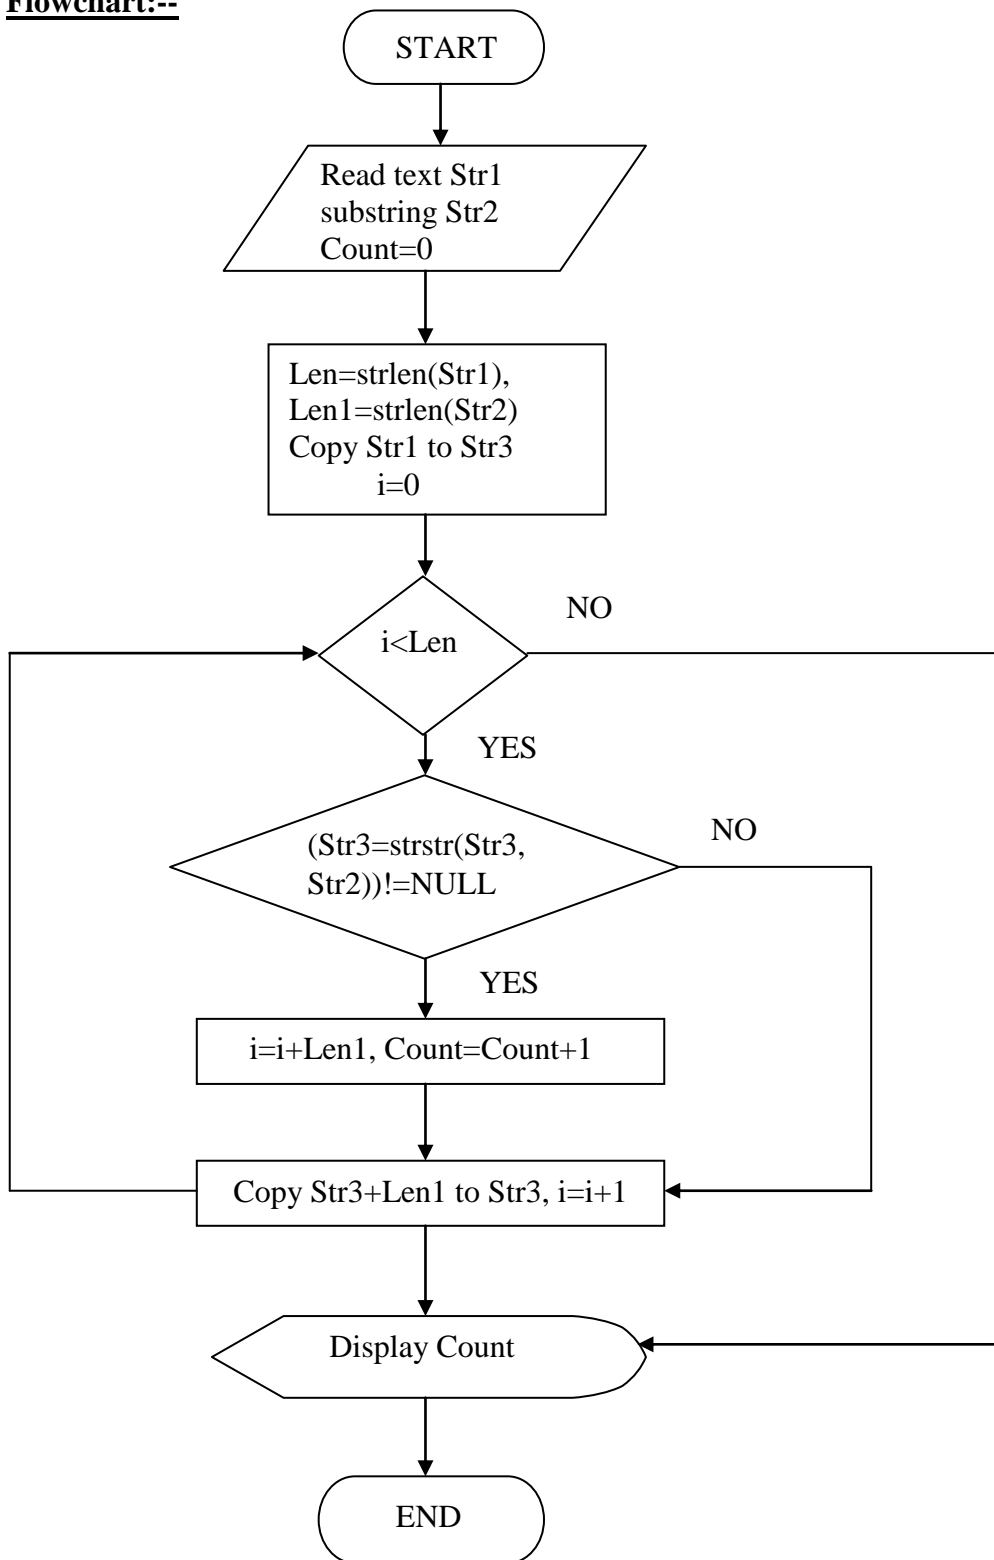 Flowchart:--
START
Read text Str1
substring Str2
Count=0
Len=strlen(Str1),
Len1=strlen(Str2)
Copy Str1 to Str3
i=0
NO
i<Len
YES
NO
(Str3=strstr(Str3,
Str2))!=NULL
YES
i=i+Len1, Count=Count+1
Copy Str3+Len1 to Str3, i=i+1
Display Count
END